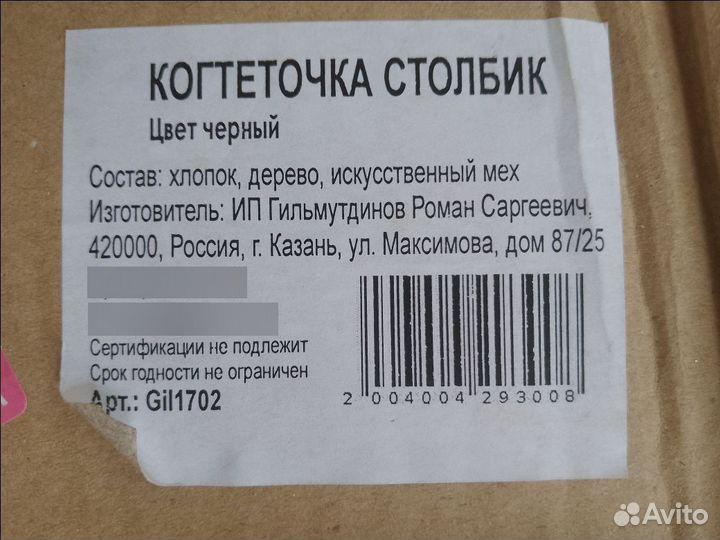 КОГТЕТОЧКА СТОЛБИК
Цвет черный
Состав: хлопок, дерево, искусственный мех
Изготовитель: ИП Гильмутдинов Роман Саргеевич,
420000, Россия, г. Казань, ул. Максимова, дом 87/25
Сертификации не подлежит
Срок годности не ограничен
Арт.: Gil1702
2 004004 293008
Avito